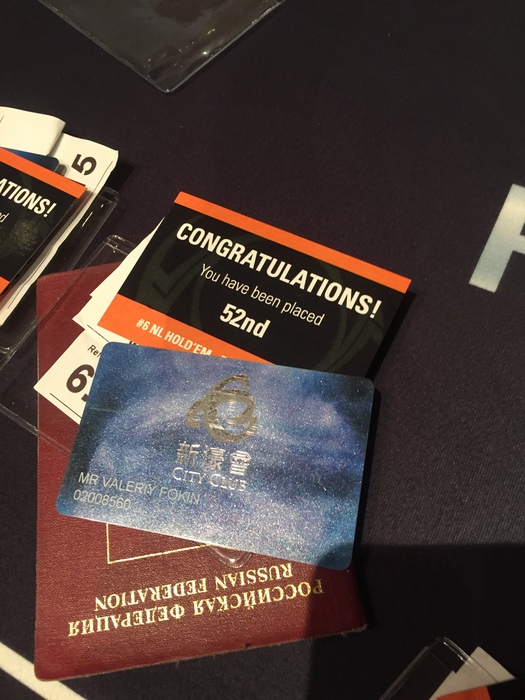 5
ATIONS!
CONGRATULATIONS!
You have been placed
52nd
#6 NL HOLD'EM
新濠會
CITY CLUB
MR VALERIY FOKIN
02008560
РОССИЙСКАЯ ФЕДЕРАЦИЯ
RUSSIAN FEDERATION